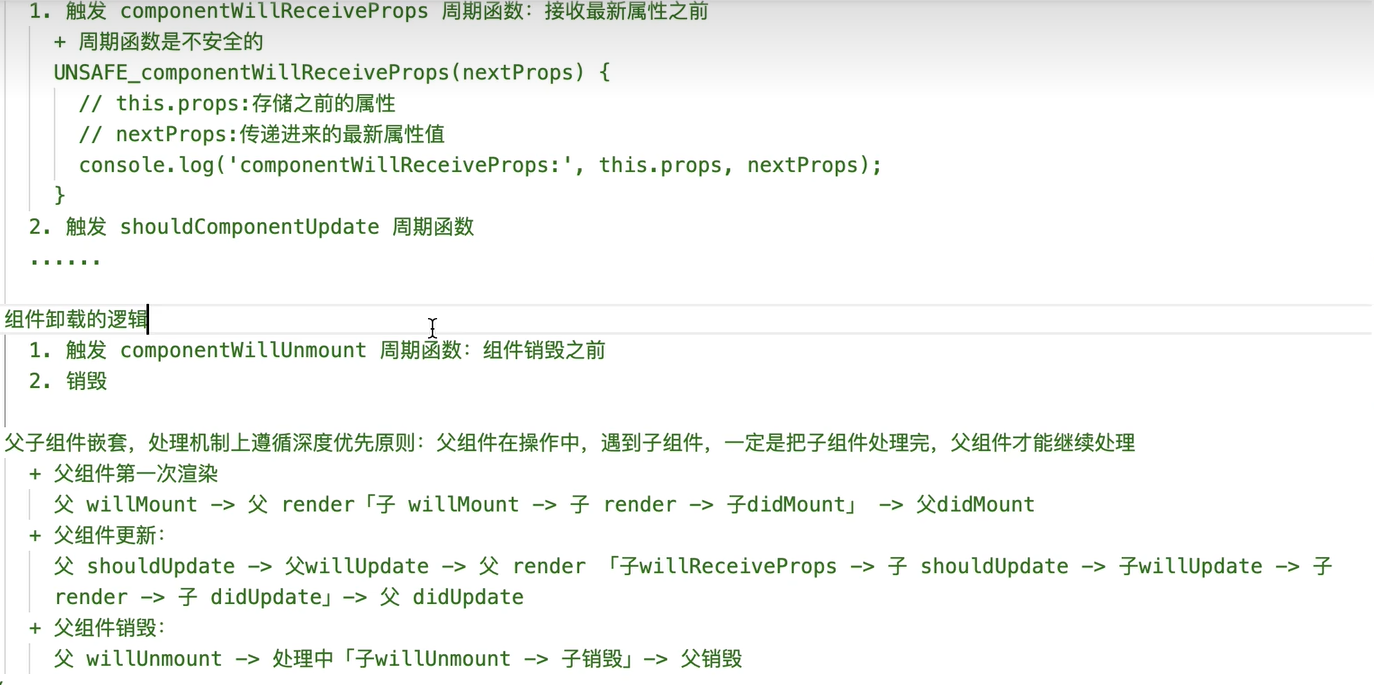 1. 触发 componentWillReceiveProps 周期函数：接收最新属性之前
+ 周期函数是不安全的
UNSAFE_componentWillReceiveProps(nextProps) {
// this.props:存储之前的属性
// nextProps:传递进来的最新属性值
console.log('componentWillReceiveProps:', this.props, nextProps);
}
2. 触发 shouldComponentUpdate 周期函数
......
组件卸载的逻辑
1. 触发 componentWillUnmount 周期函数：组件销毁之前
2. 销毁
父子组件嵌套，处理机制上遵循深度优先原则：父组件在操作中，遇到子组件，一定是把子组件处理完，父组件才能继续处理
+ 父组件第一次渲染
父 willMount -> 父 render「子 willMount -> 子 render -> 子didMount」 -> 父didMount
+ 父组件更新：
父 shouldUpdate -> 父willUpdate -> 父 render 「子willReceiveProps -> 子 shouldUpdate -> 子willUpdate -> 子
render -> 子 didUpdate」-> 父 didUpdate
+ 父组件销毁：
父 willUnmount -> 处理中「子willUnmount -> 子销毁」-> 父销毁